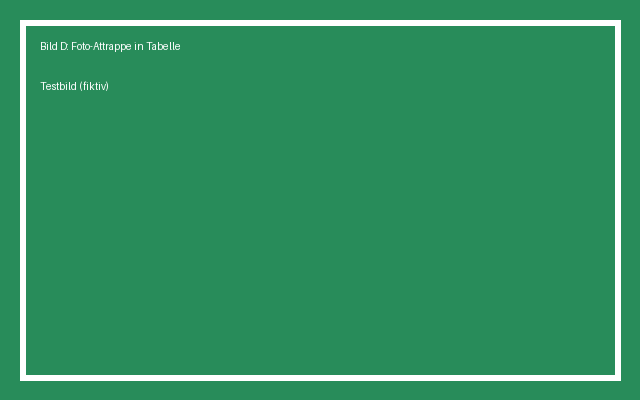 Bild D: Foto-Attrappe in Tabelle
Testbild (fiktiv)